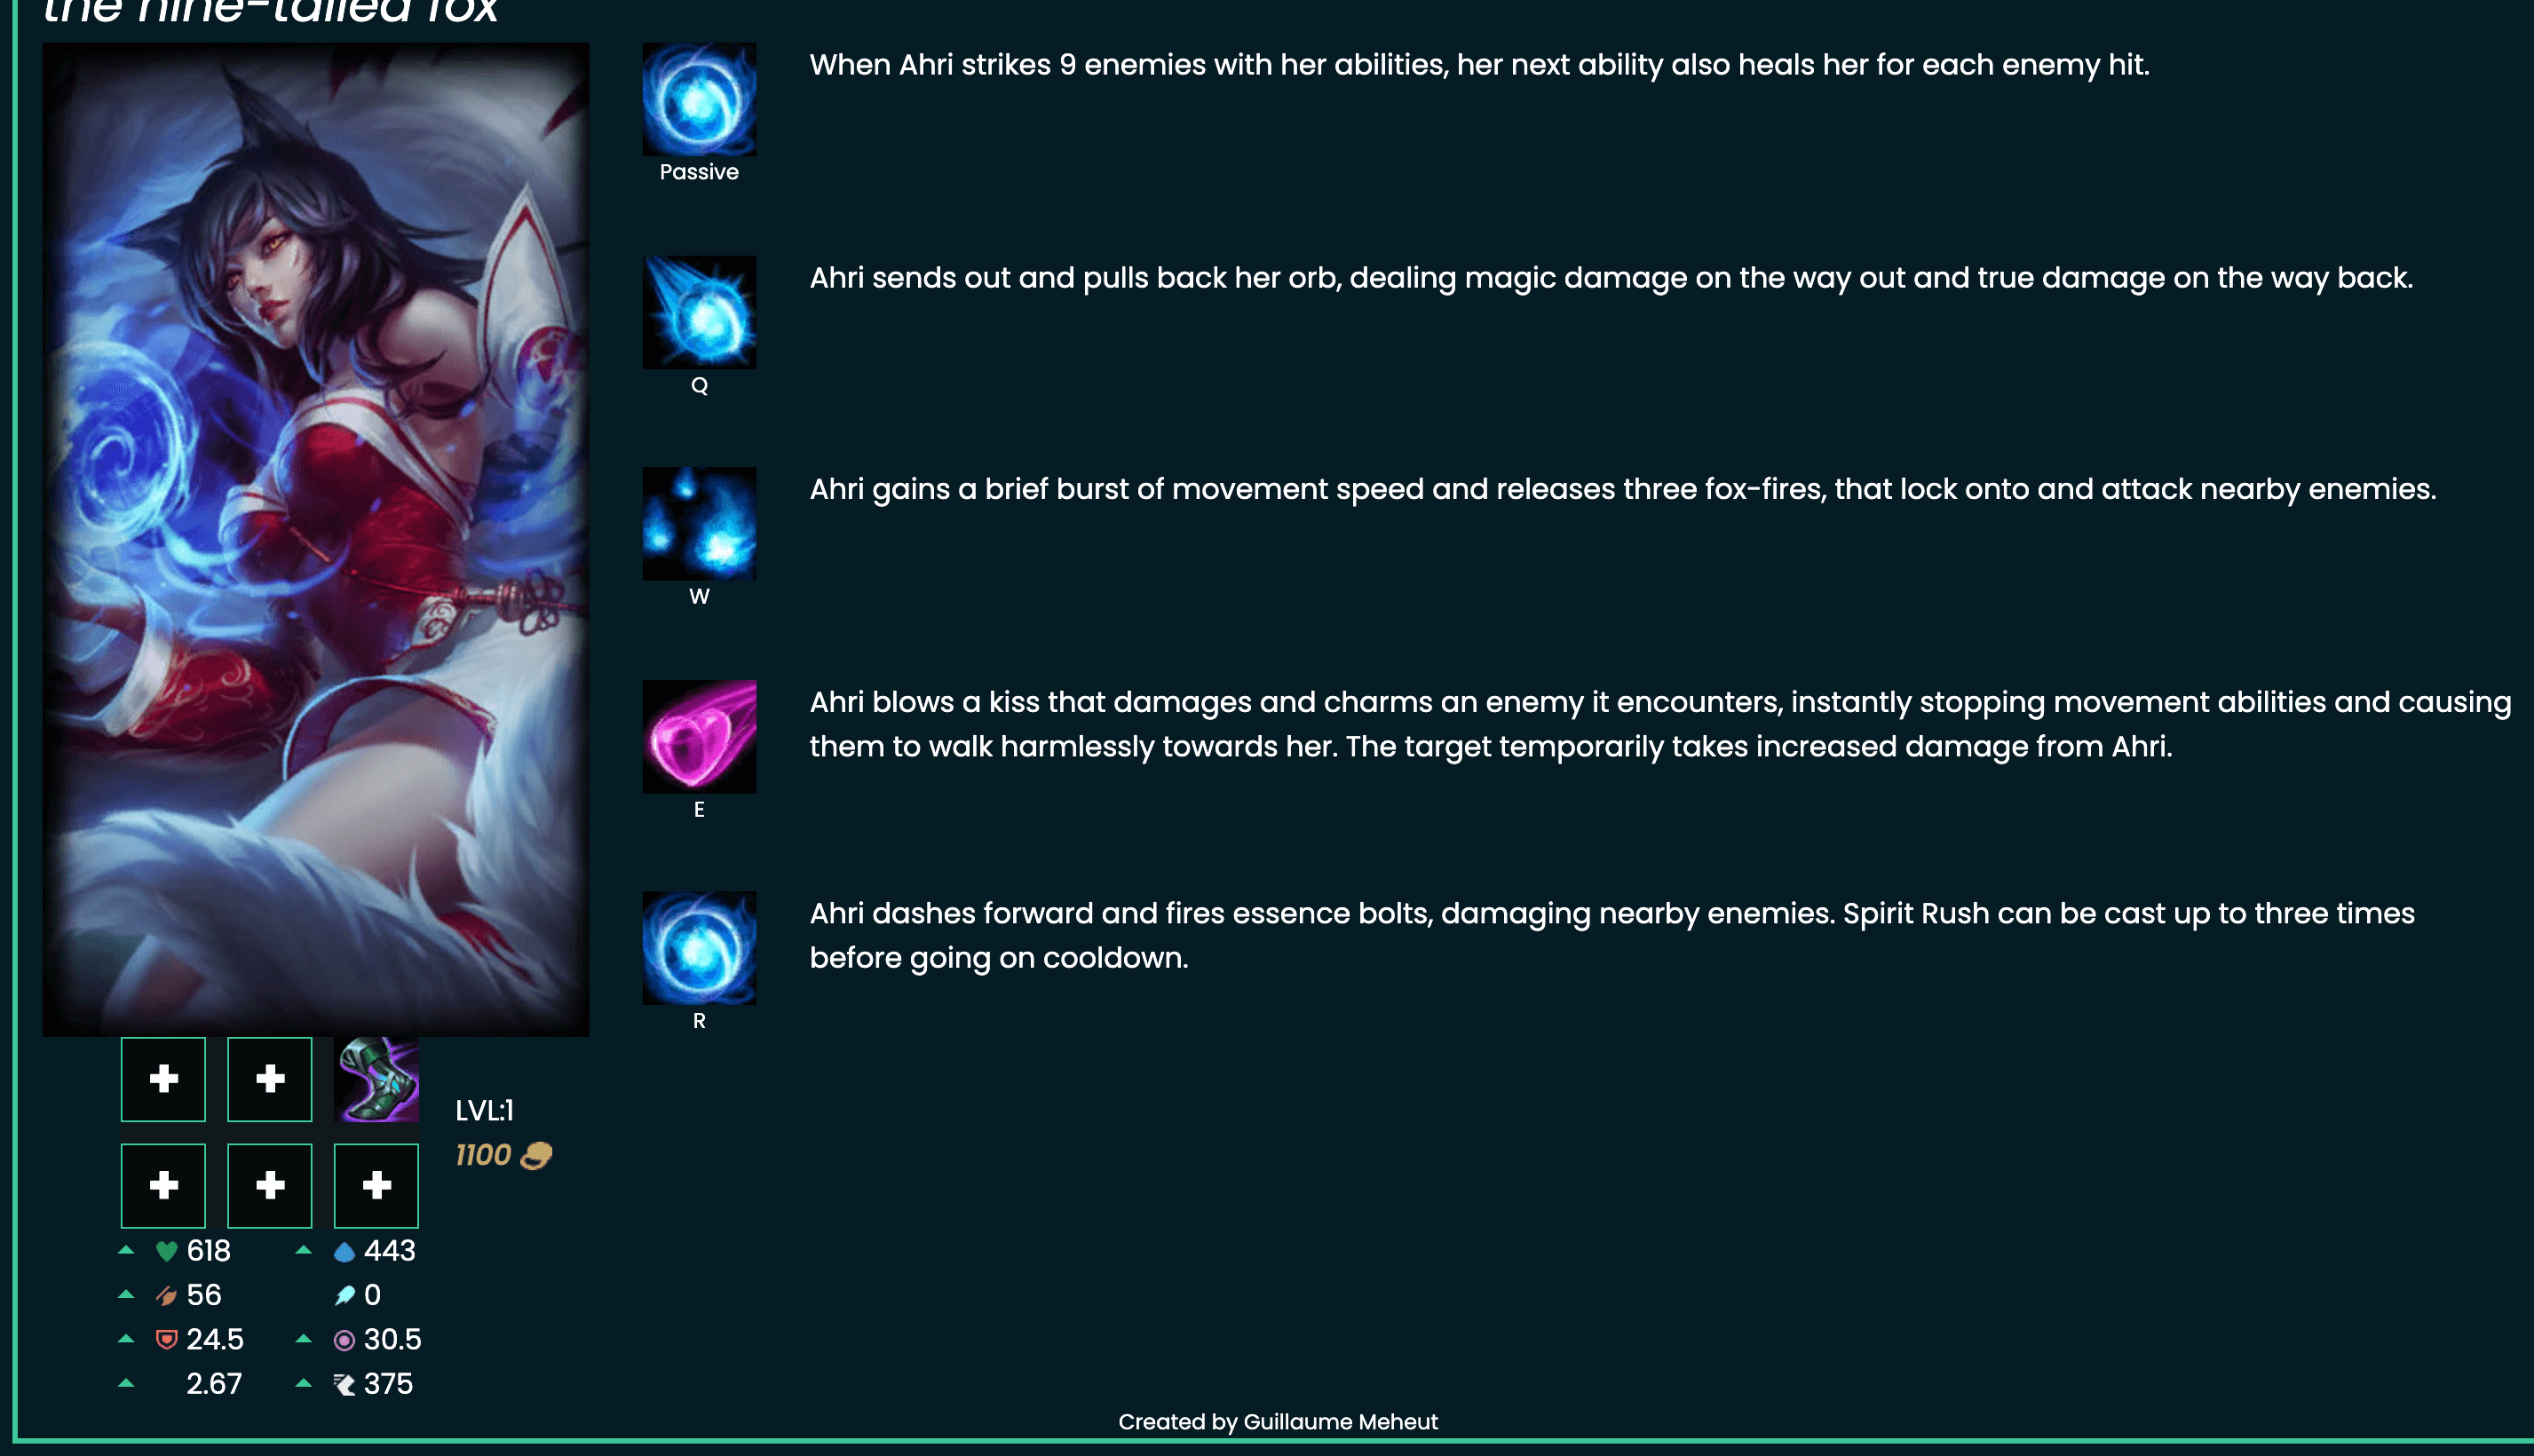 the nine-tailed fox
When Ahri strikes 9 enemies with her abilities, her next ability also heals her for each enemy hit.
Passive
Ahri sends out and pulls back her orb, dealing magic damage on the way out and true damage on the way back.
Q
Ahri gains a brief burst of movement speed and releases three fox-fires, that lock onto and attack nearby enemies.
W
Ahri blows a kiss that damages and charms an enemy it encounters, instantly stopping movement abilities and causing
them to walk harmlessly towards her. The target temporarily takes increased damage from Ahri.
E
Ahri dashes forward and fires essence bolts, damaging nearby enemies. Spirit Rush can be cast up to three times
before going on cooldown.
R
LVL:1
1100
618 443
56 0
24.5 30.5
2.67 375
Created by Guillaume Meheut